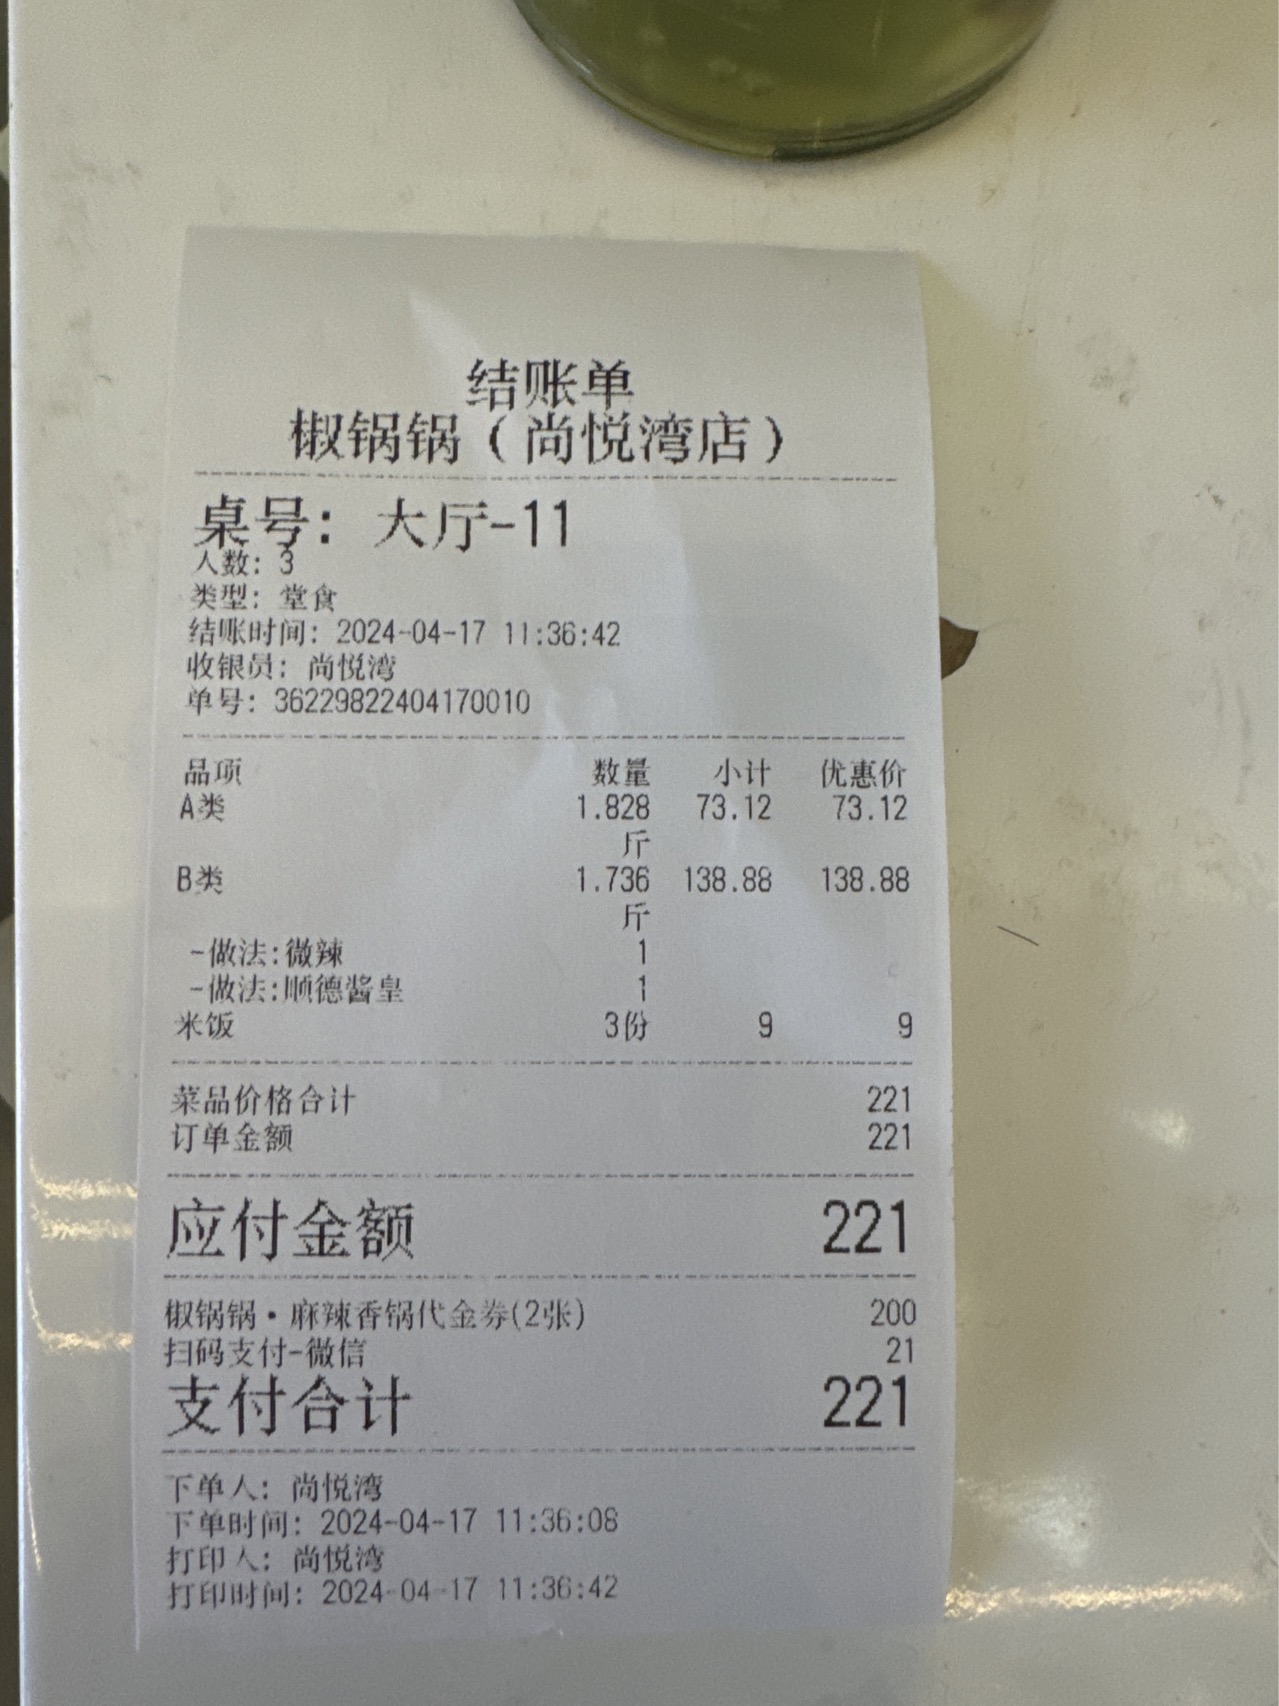 结账单
椒锅锅（尚悦湾店）
桌号：大厅-11
人数：3
类型：堂食
结账时间：2024-04-17 11:36:42
收银员：尚悦湾
单号：36229822404170010
品项 数量 小计 优惠价
A类 1.828 73.12 73.12
斤
B类 1.736 138.88 138.88
斤
-做法:微辣 1
-做法:顺德酱皇 1
米饭 3份 9 9
菜品价格合计 221
订单金额 221
应付金额 221
椒锅锅•麻辣香锅代金券(2张) 200
扫码支付-微信 21
支付合计 221
下单人：尚悦湾
下单时间：2024-04-17 11:36:08
打印人：尚悦湾
打印时间：2024-04-17 11:36:42